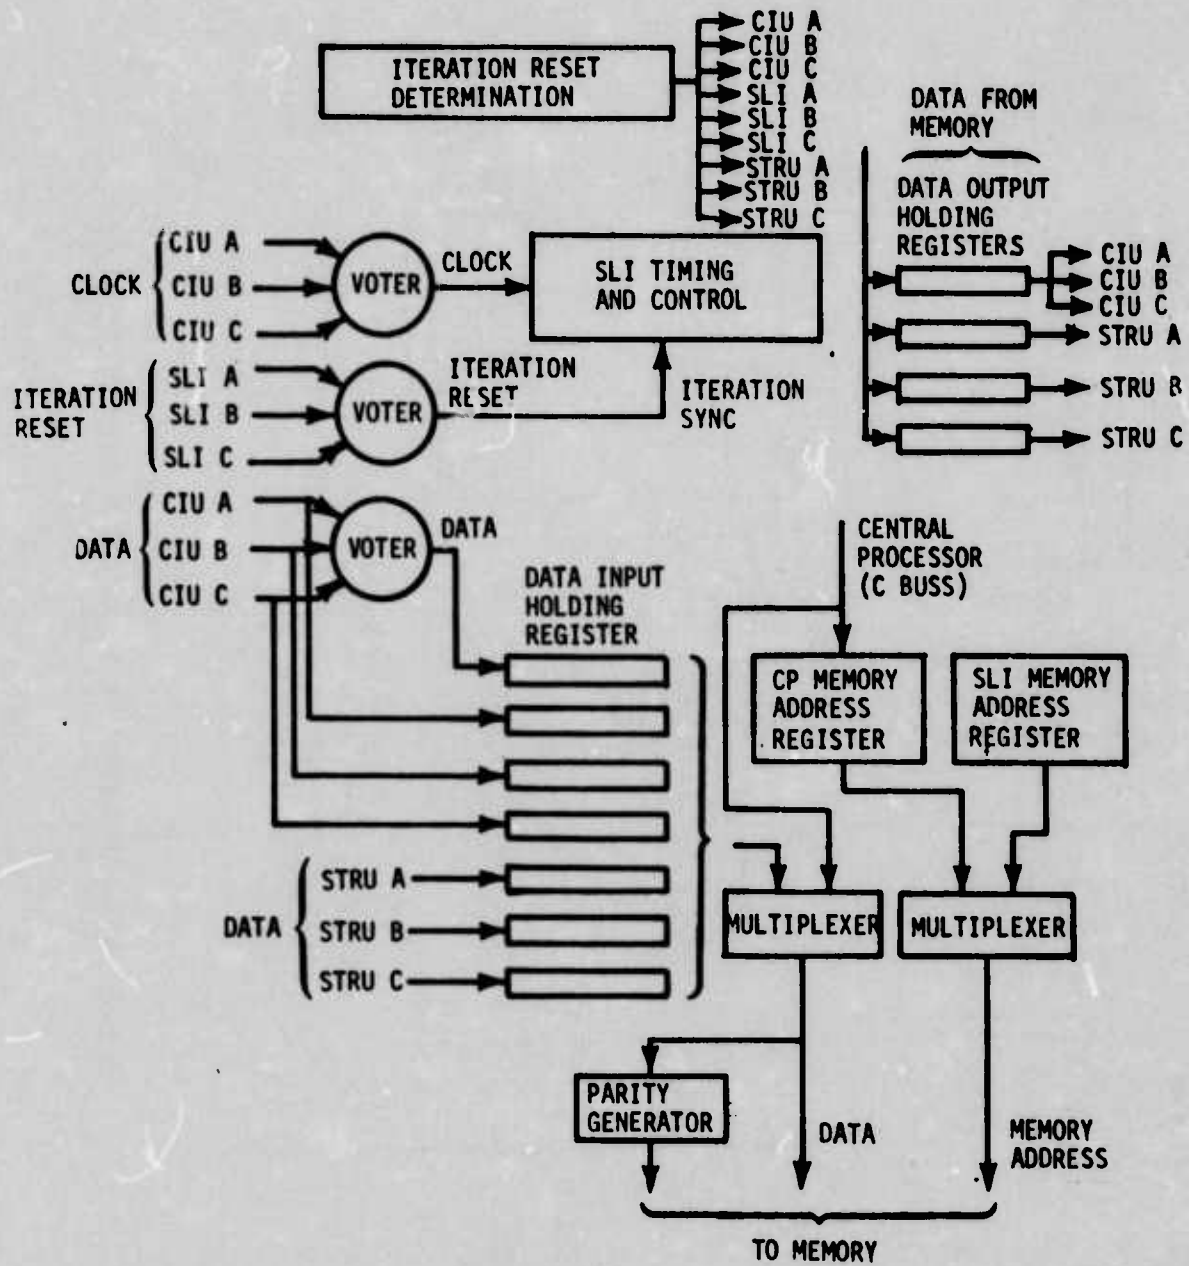 ITERATION RESET
DETERMINATION
CIU A
CIU B
CIU C
SLI A
SLI B
SLI C
STRU A
STRU B
STRU C
DATA FROM
MEMORY
DATA OUTPUT
HOLDING
REGISTERS
CIU A
CIU B
CIU C
STRU A
STRU B
STRU C
CLOCK
CIU A
CIU B
CIU C
VOTER
CLOCK
SLI TIMING
AND CONTROL
ITERATION
RESET
SLI A
SLI B
SLI C
VOTER
ITERATION
RESET
ITERATION
SYNC
DATA
CIU A
CIU B
CIU C
VOTER
DATA
DATA INPUT
HOLDING
REGISTER
CENTRAL
PROCESSOR
(C BUSS)
CP MEMORY
ADDRESS
REGISTER
SLI MEMORY
ADDRESS
REGISTER
DATA
STRU A
STRU B
STRU C
MULTIPLEXER
MULTIPLEXER
PARITY
GENERATOR
DATA
MEMORY
ADDRESS
TO MEMORY